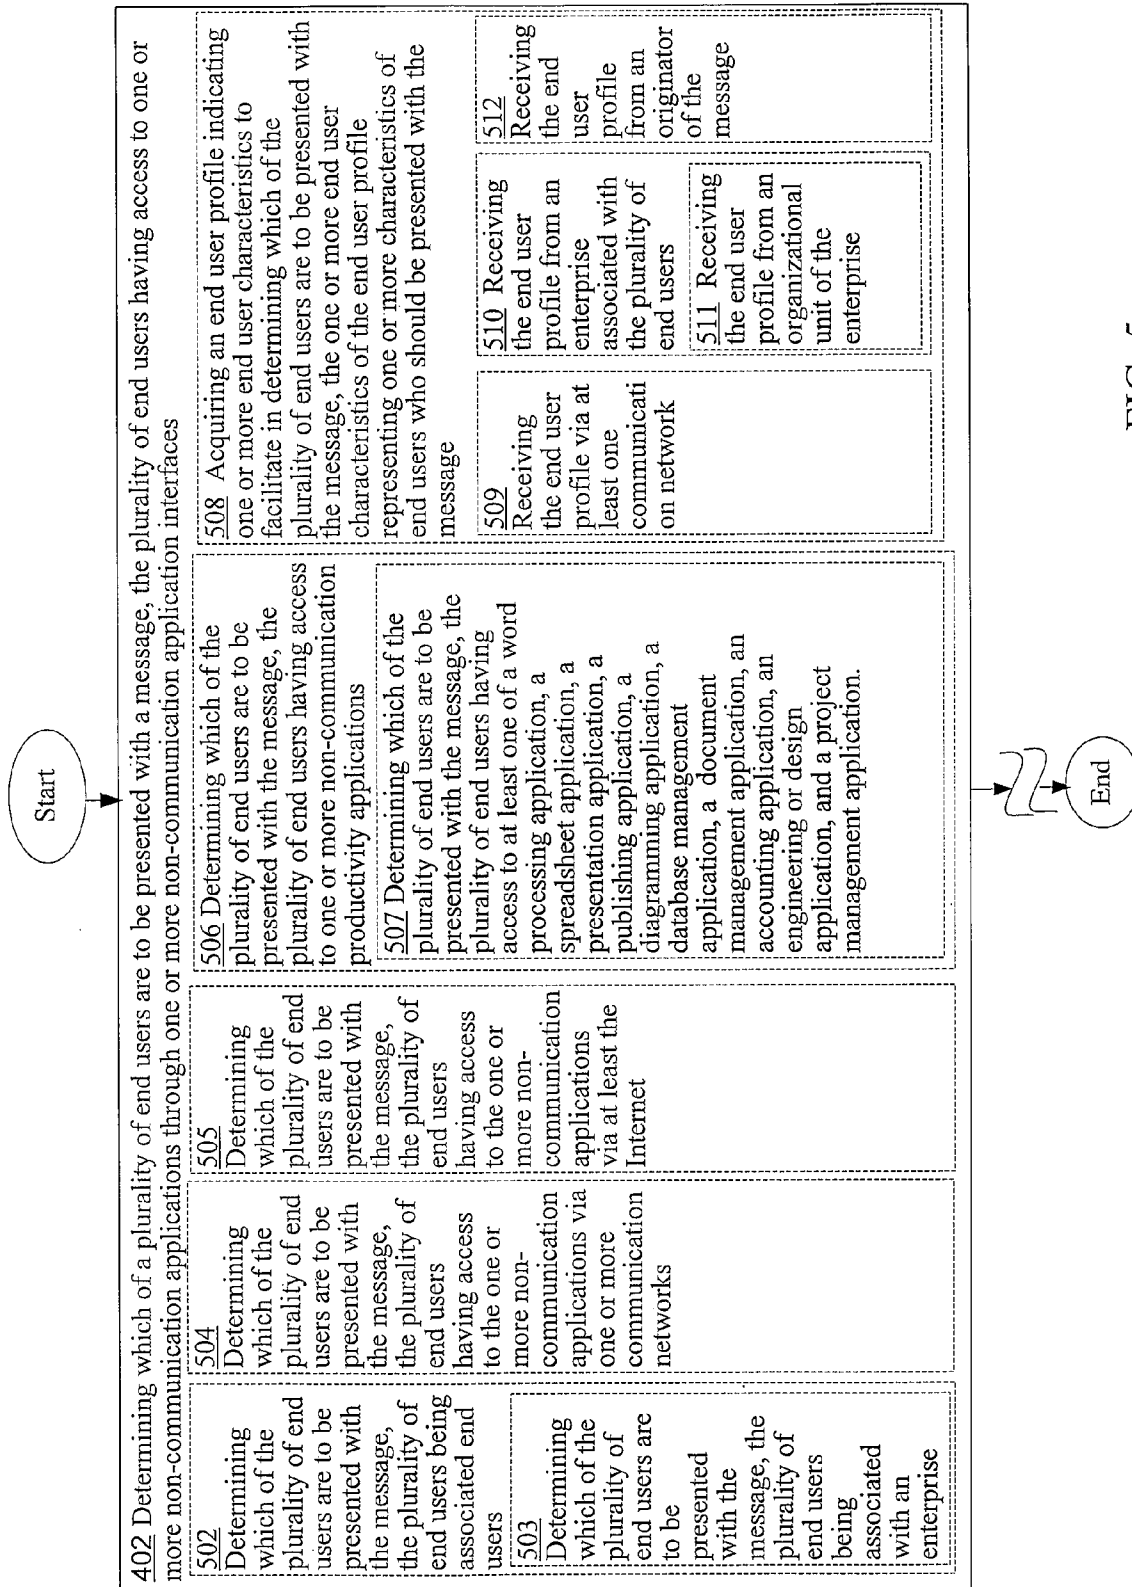 Start
402 Determining which of a plurality of end users are to be presented with a message, the plurality of end users having access to one or
more non-communication applications through one or more non-communication application interfaces
502
Determining
which of the
plurality of end
users are to be
presented with
the message,
the plurality of
end users being
associated end
users
503
Determining
which of the
plurality of
end users are
to be
presented
with the
message, the
plurality of
end users
being
associated
with an
enterprise
504
Determining
which of the
plurality of end
users are to be
presented with
the message,
the plurality of
end users
having access
to the one or
more non-
communication
applications via
one or more
communication
networks
505
Determining
which of the
plurality of end
users are to be
presented with
the message,
the plurality of
end users
having access
to the one or
more non-
communication
applications
via at least the
Internet
506 Determining which of the
plurality of end users are to be
presented with the message, the
plurality of end users having access
to one or more non-communication
productivity applications
507 Determining which of the
plurality of end users are to be
presented with the message, the
plurality of end users having
access to at least one of a word
processing application, a
spreadsheet application, a
presentation application, a
publishing application, a
diagramming application, a
database management
application, a document
management application, an
accounting application, an
engineering or design
application, and a project
management application.
508 Acquiring an end user profile indicating
one or more end user characteristics to
facilitate in determining which of the
plurality of end users are to be presented with
the message, the one or more end user
characteristics of the end user profile
representing one or more characteristics of
end users who should be presented with the
message
509
Receiving
the end user
profile via at
least one
communicati
on network
510 Receiving
the end user
profile from an
enterprise
associated with
the plurality of
end users
511 Receiving
the end user
profile from an
organizational
unit of the
enterprise
512
Receiving
the end
user
profile
from an
originator
of the
message
End
FIG. 5